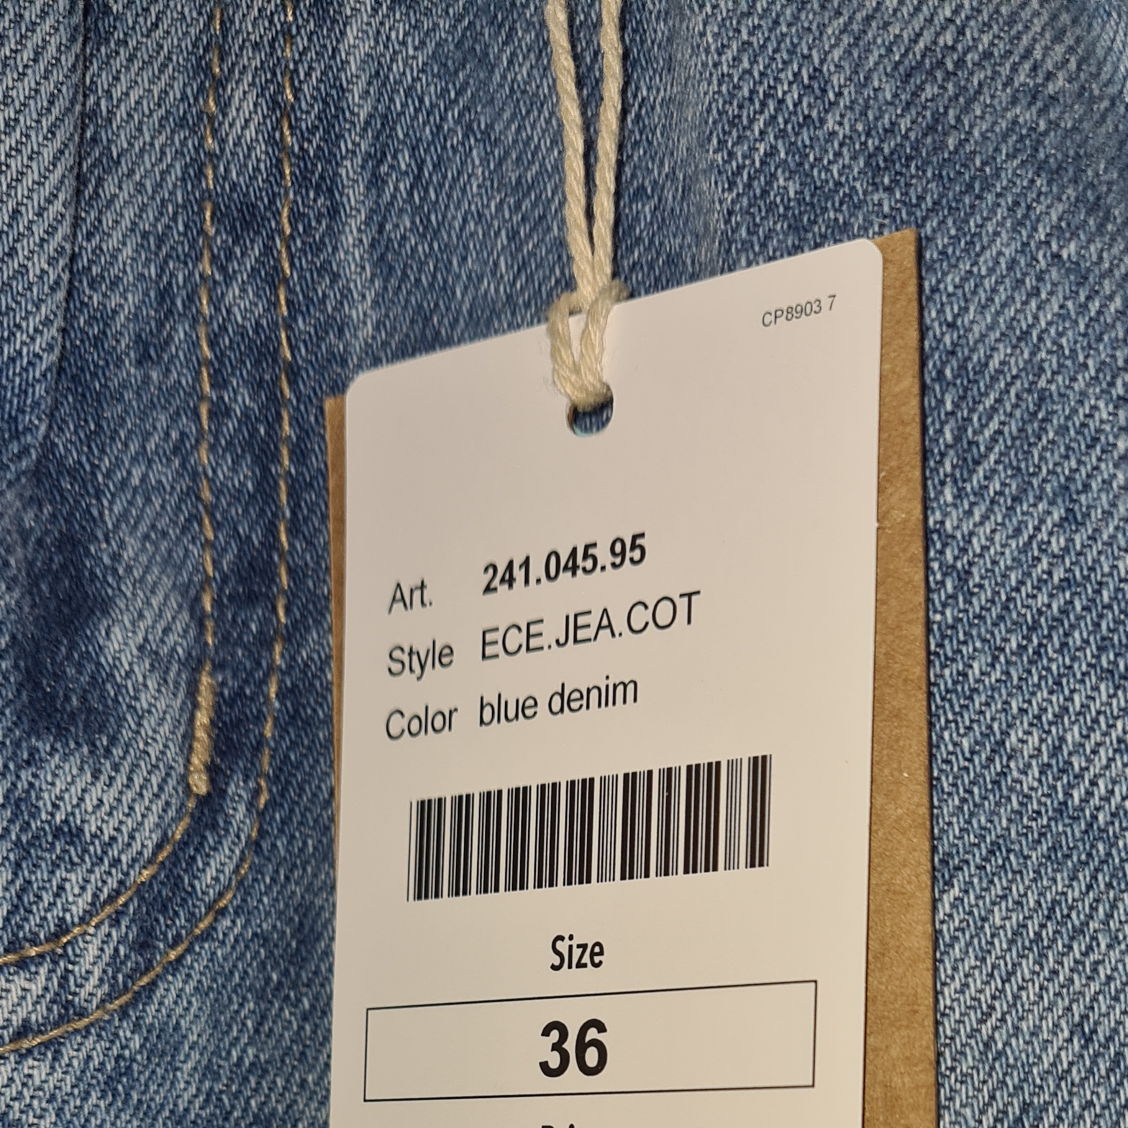 CP8903 7
Art. 241.045.95
Style ECE.JEA.COT
Color blue denim
Size
36